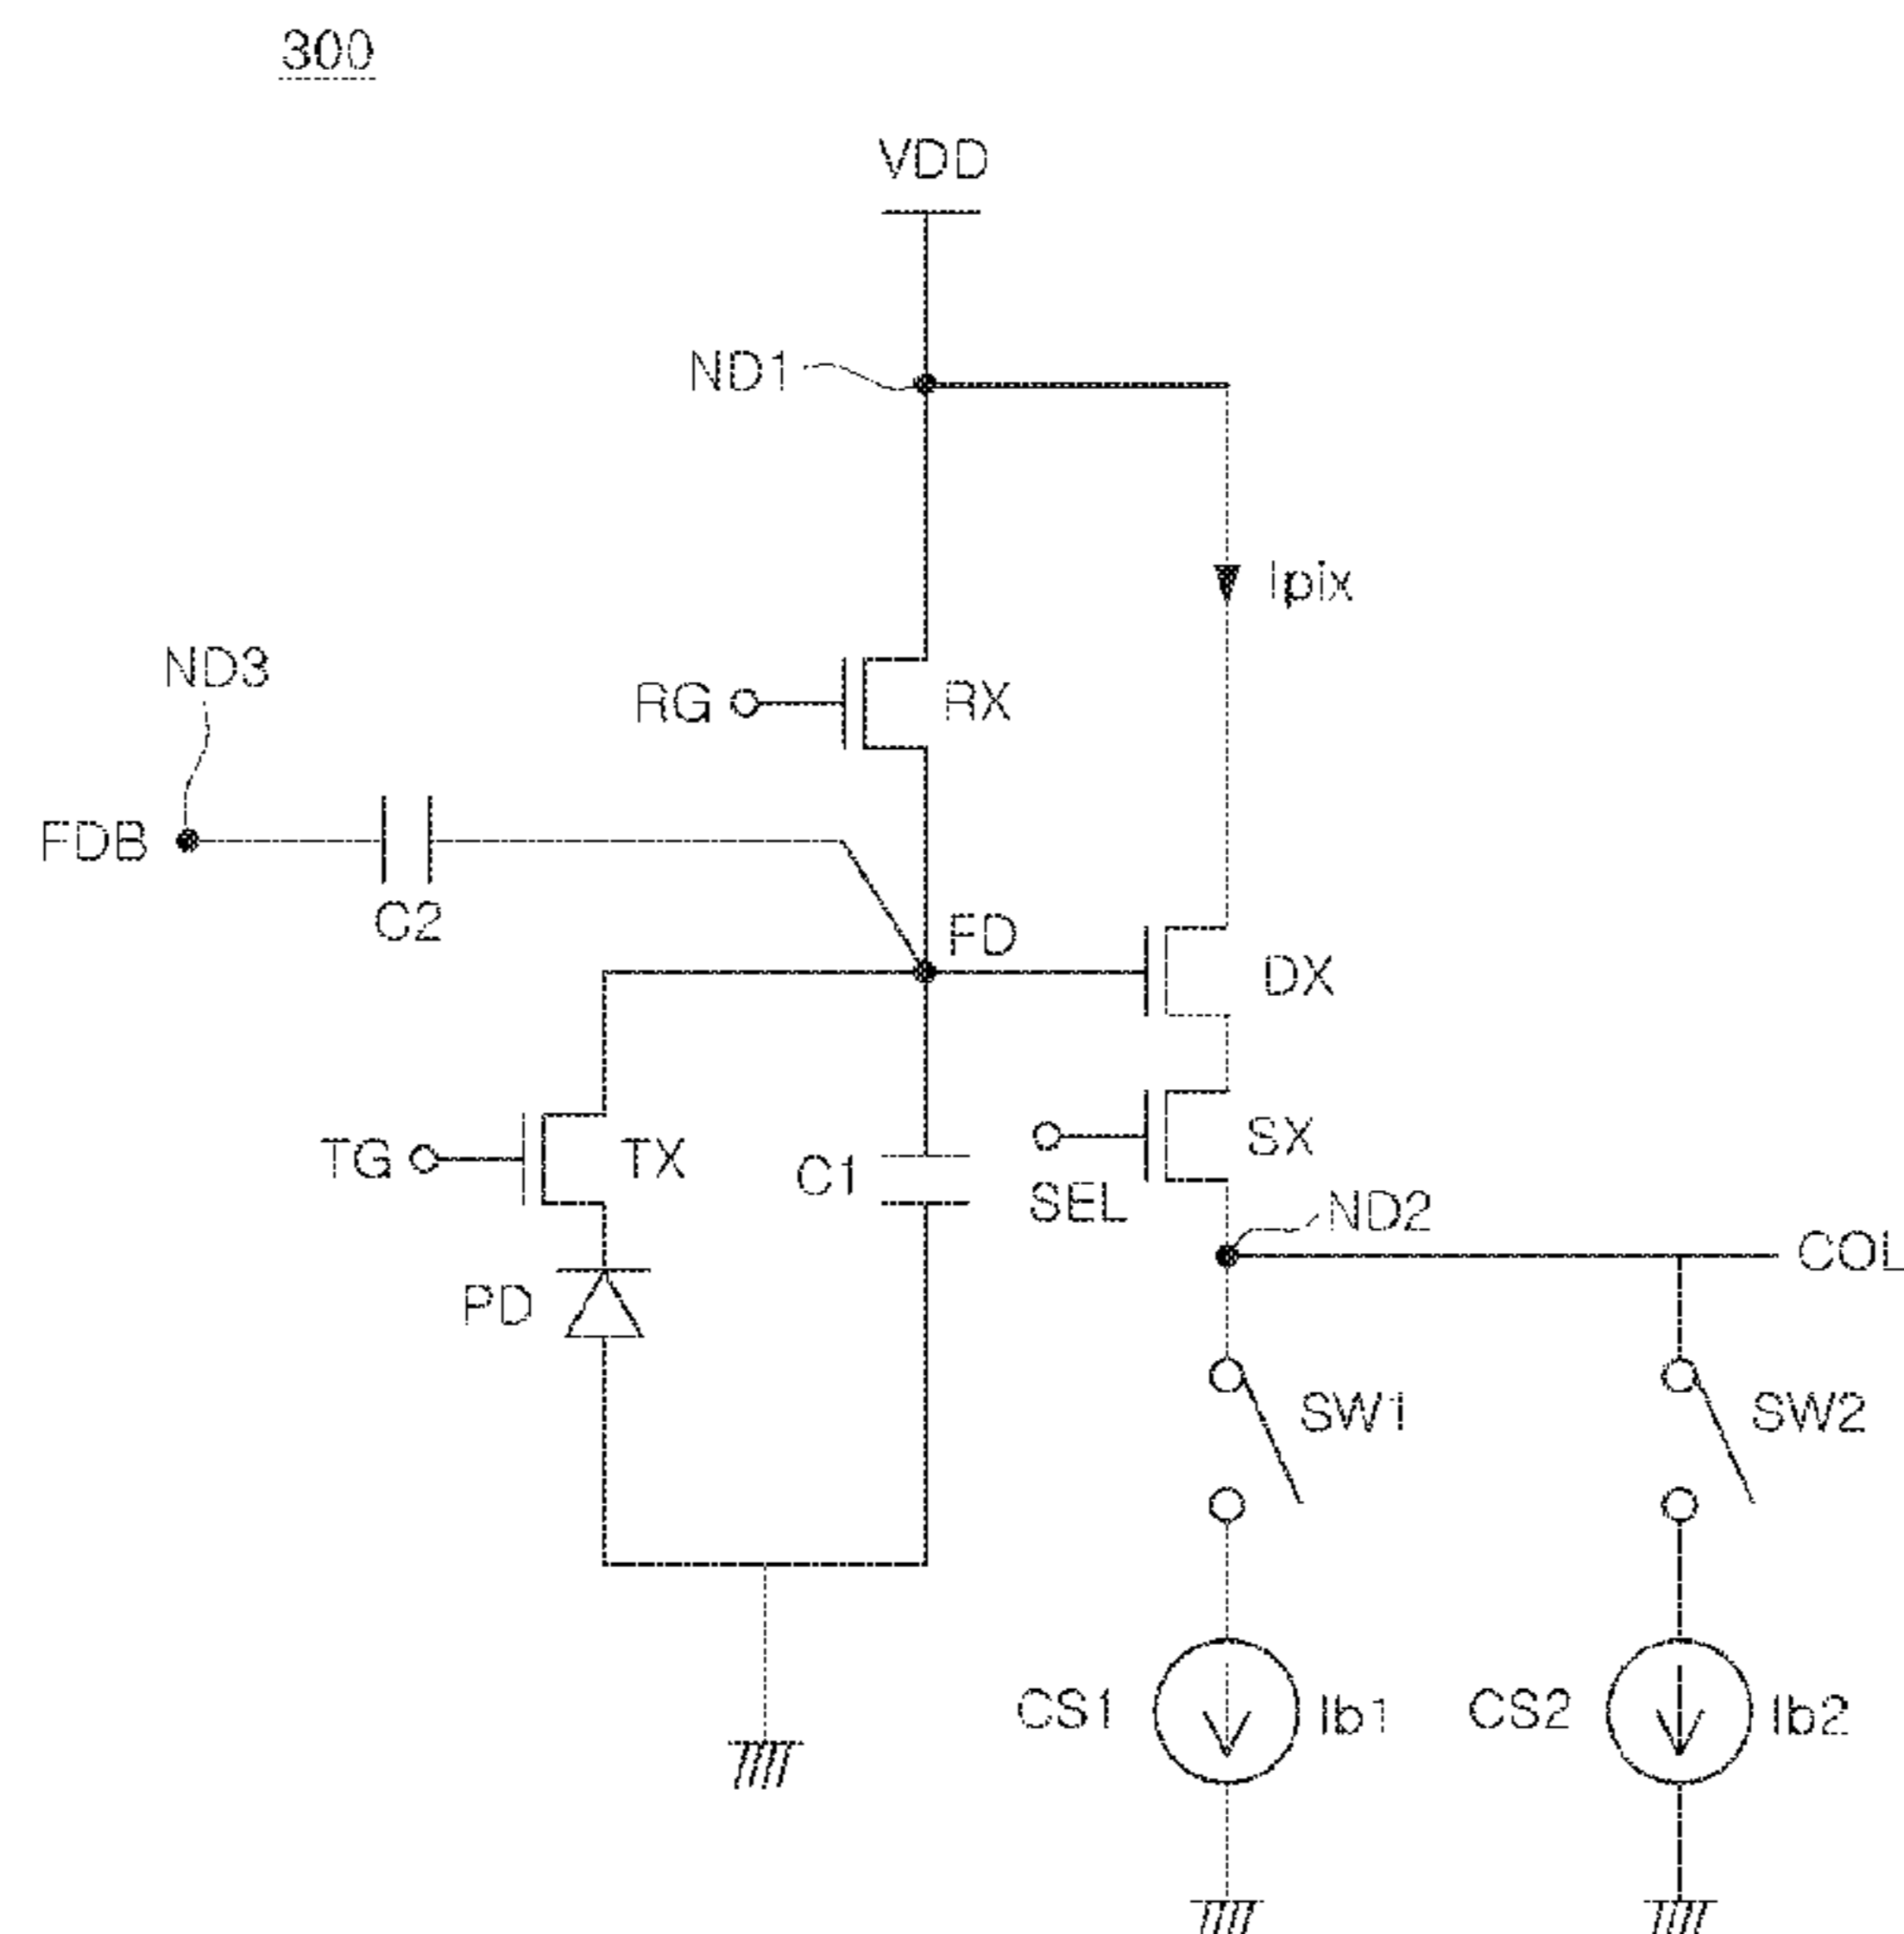 300
VDD
ND1
Ipix
ND3
RG
RX
FDB
C2
FD
DX
TG
TX
C1
SX
SEL
ND2
COL
PD
SW1
SW2
CS1
Ib1
CS2
Ib2